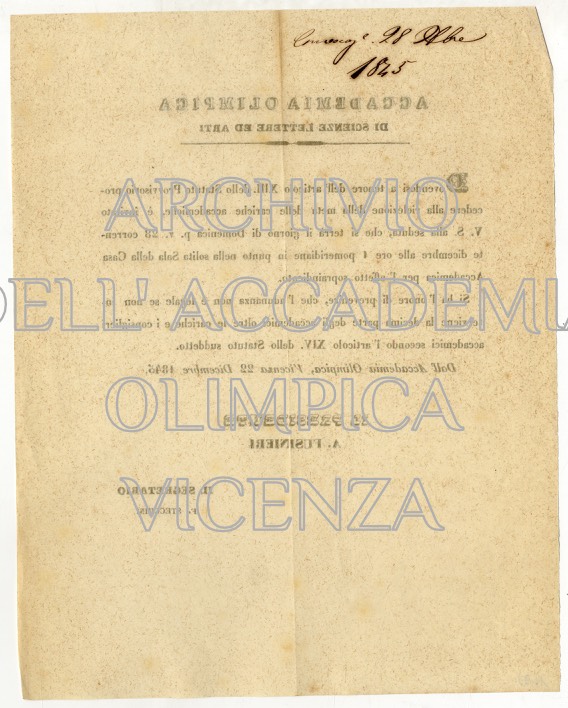 28 Xbre
1845
ACCADEMIA OLIMPICA
DI SCIENZE LETTERE ED ARTI
Dovendosi a tenore dell'articolo XIII. dello Statuto Provvisorio pro-
cedere alla rielezione della metà delle cariche accademiche, è invitato
V. S. alla seduta, che si terrà il giorno di Domenica p. v. 28 corren-
te dicembre alle ore 4 pomeridiane in punto nella solita Sala della Casa
Accademica per l'effetto sopraindicato.
Si ha l'onore di prevenire, che l'adunanza non è legale se non in-
terviene la decima parte degli accademici oltre le cariche e i consiglieri
accademici secondo l'articolo XIV. dello Statuto suddetto.
Dall'Accademia Olimpica, Vicenza 22 Dicembre 1845.
IL PRESIDENTE
A. FUSINIERI
IL SEGRETARIO
F. STECCHINI
ARCHIVIO
DELL'ACCADEMIA
OLIMPICA
VICENZA